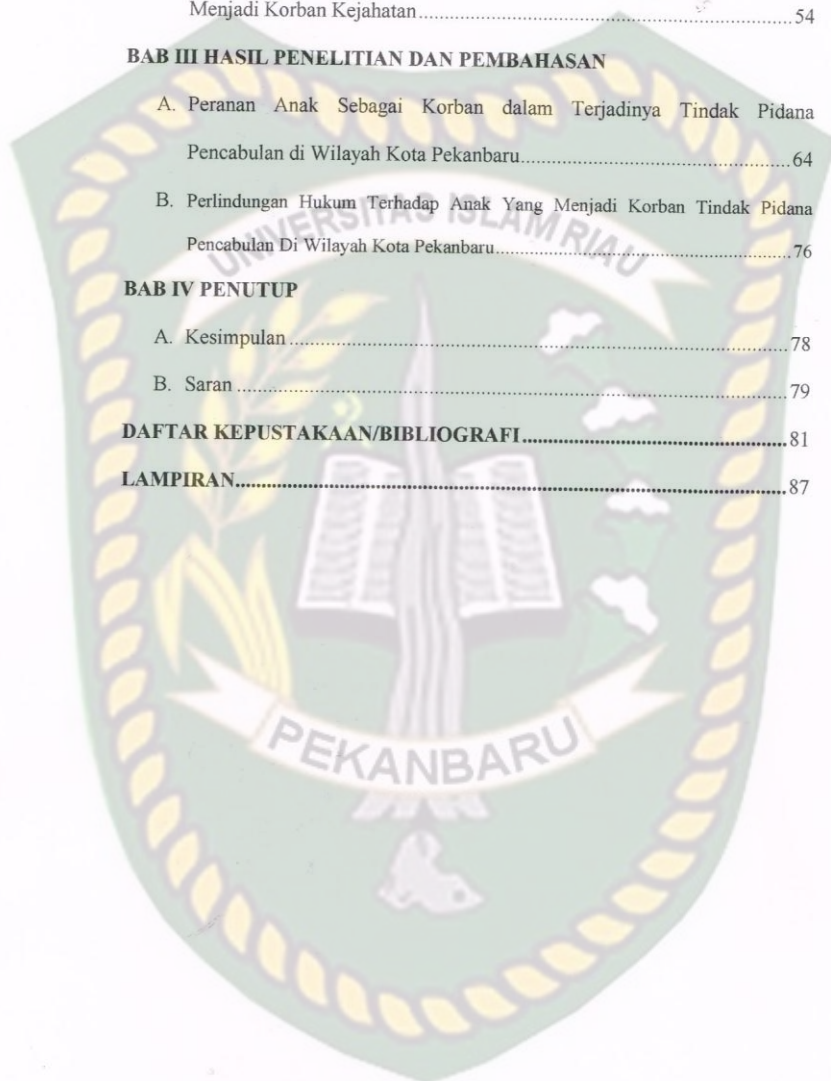 Menjadi Korban Kejahatan....................54
BAB III HASIL PENELITIAN DAN PEMBAHASAN
A. Peranan Anak Sebagai Korban dalam Terjadinya Tindak Pidana
Pencabulan di Wilayah Kota Pekanbaru....................64
B. Perlindungan Hukum Terhadap Anak Yang Menjadi Korban Tindak Pidana
Pencabulan Di Wilayah Kota Pekanbaru....................76
BAB IV PENUTUP
A. Kesimpulan....................78
B. Saran....................79
DAFTAR KEPUSTAKAAN/BIBLIOGRAFI....................81
LAMPIRAN....................87
UNIVERSITAS ISLAM RIAU
PEKANBARU